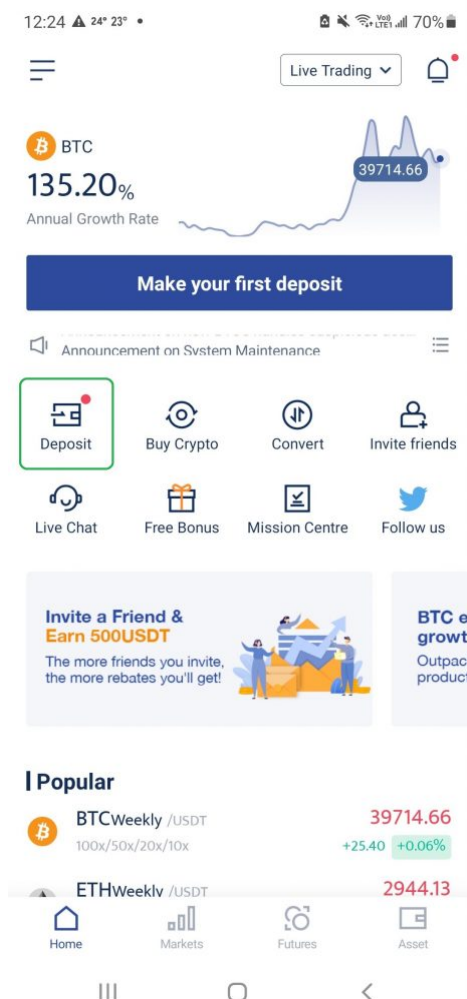 12:24 24° 23° • Vo)) LTE1 70%
Live Trading
BTC
135.20%
Annual Growth Rate
39714.66
Make your first deposit
Announcement on System Maintenance
Deposit Buy Crypto Convert Invite friends
Live Chat Free Bonus Mission Centre Follow us
Invite a Friend &
Earn 500USDT
The more friends you invite,
the more rebates you'll get!
BTC e
growt
Outpac
product
Popular
BTCWeekly /USDT 39714.66
100x/50x/20x/10x +25.40 +0.06%
ETHWeekly /USDT 2944.13
Home Markets Futures Asset